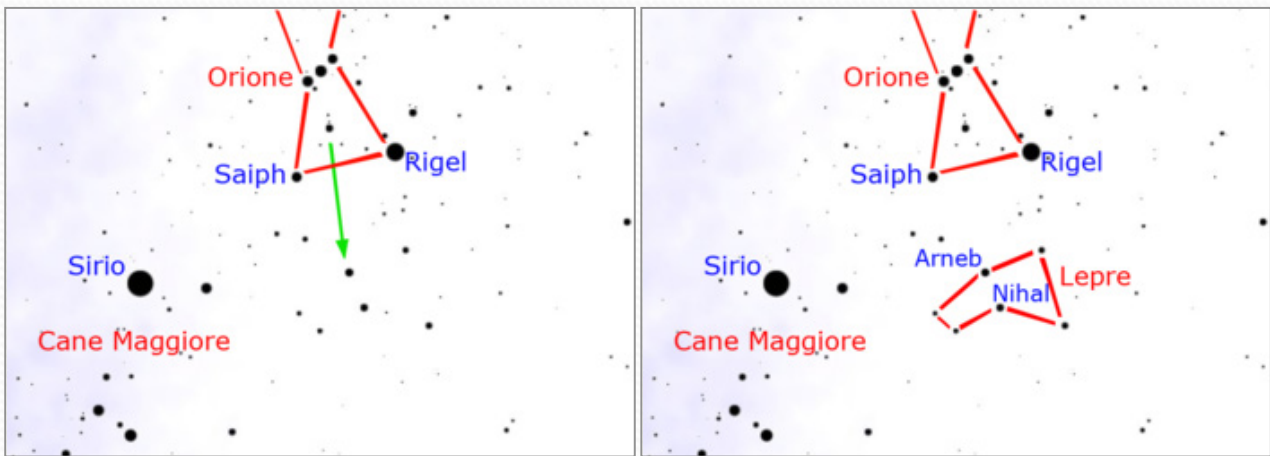 Orione
Saiph
Rigel
Sirio
Cane Maggiore
Orione
Saiph
Rigel
Arneb
Sirio
Lepre
Nihal
Cane Maggiore